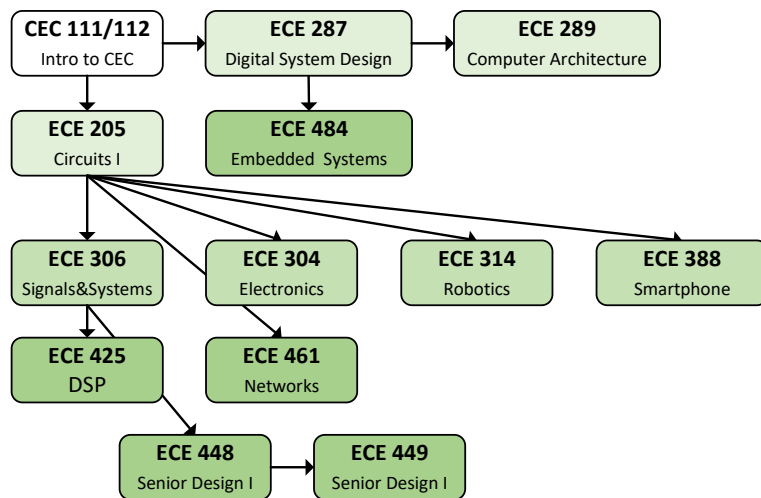 CEC 111/112
Intro to CEC
ECE 287
Digital System Design
ECE 289
Computer Architecture
ECE 205
Circuits I
ECE 484
Embedded Systems
ECE 306
Signals&Systems
ECE 304
Electronics
ECE 314
Robotics
ECE 388
Smartphone
ECE 425
DSP
ECE 461
Networks
ECE 448
Senior Design I
ECE 449
Senior Design I